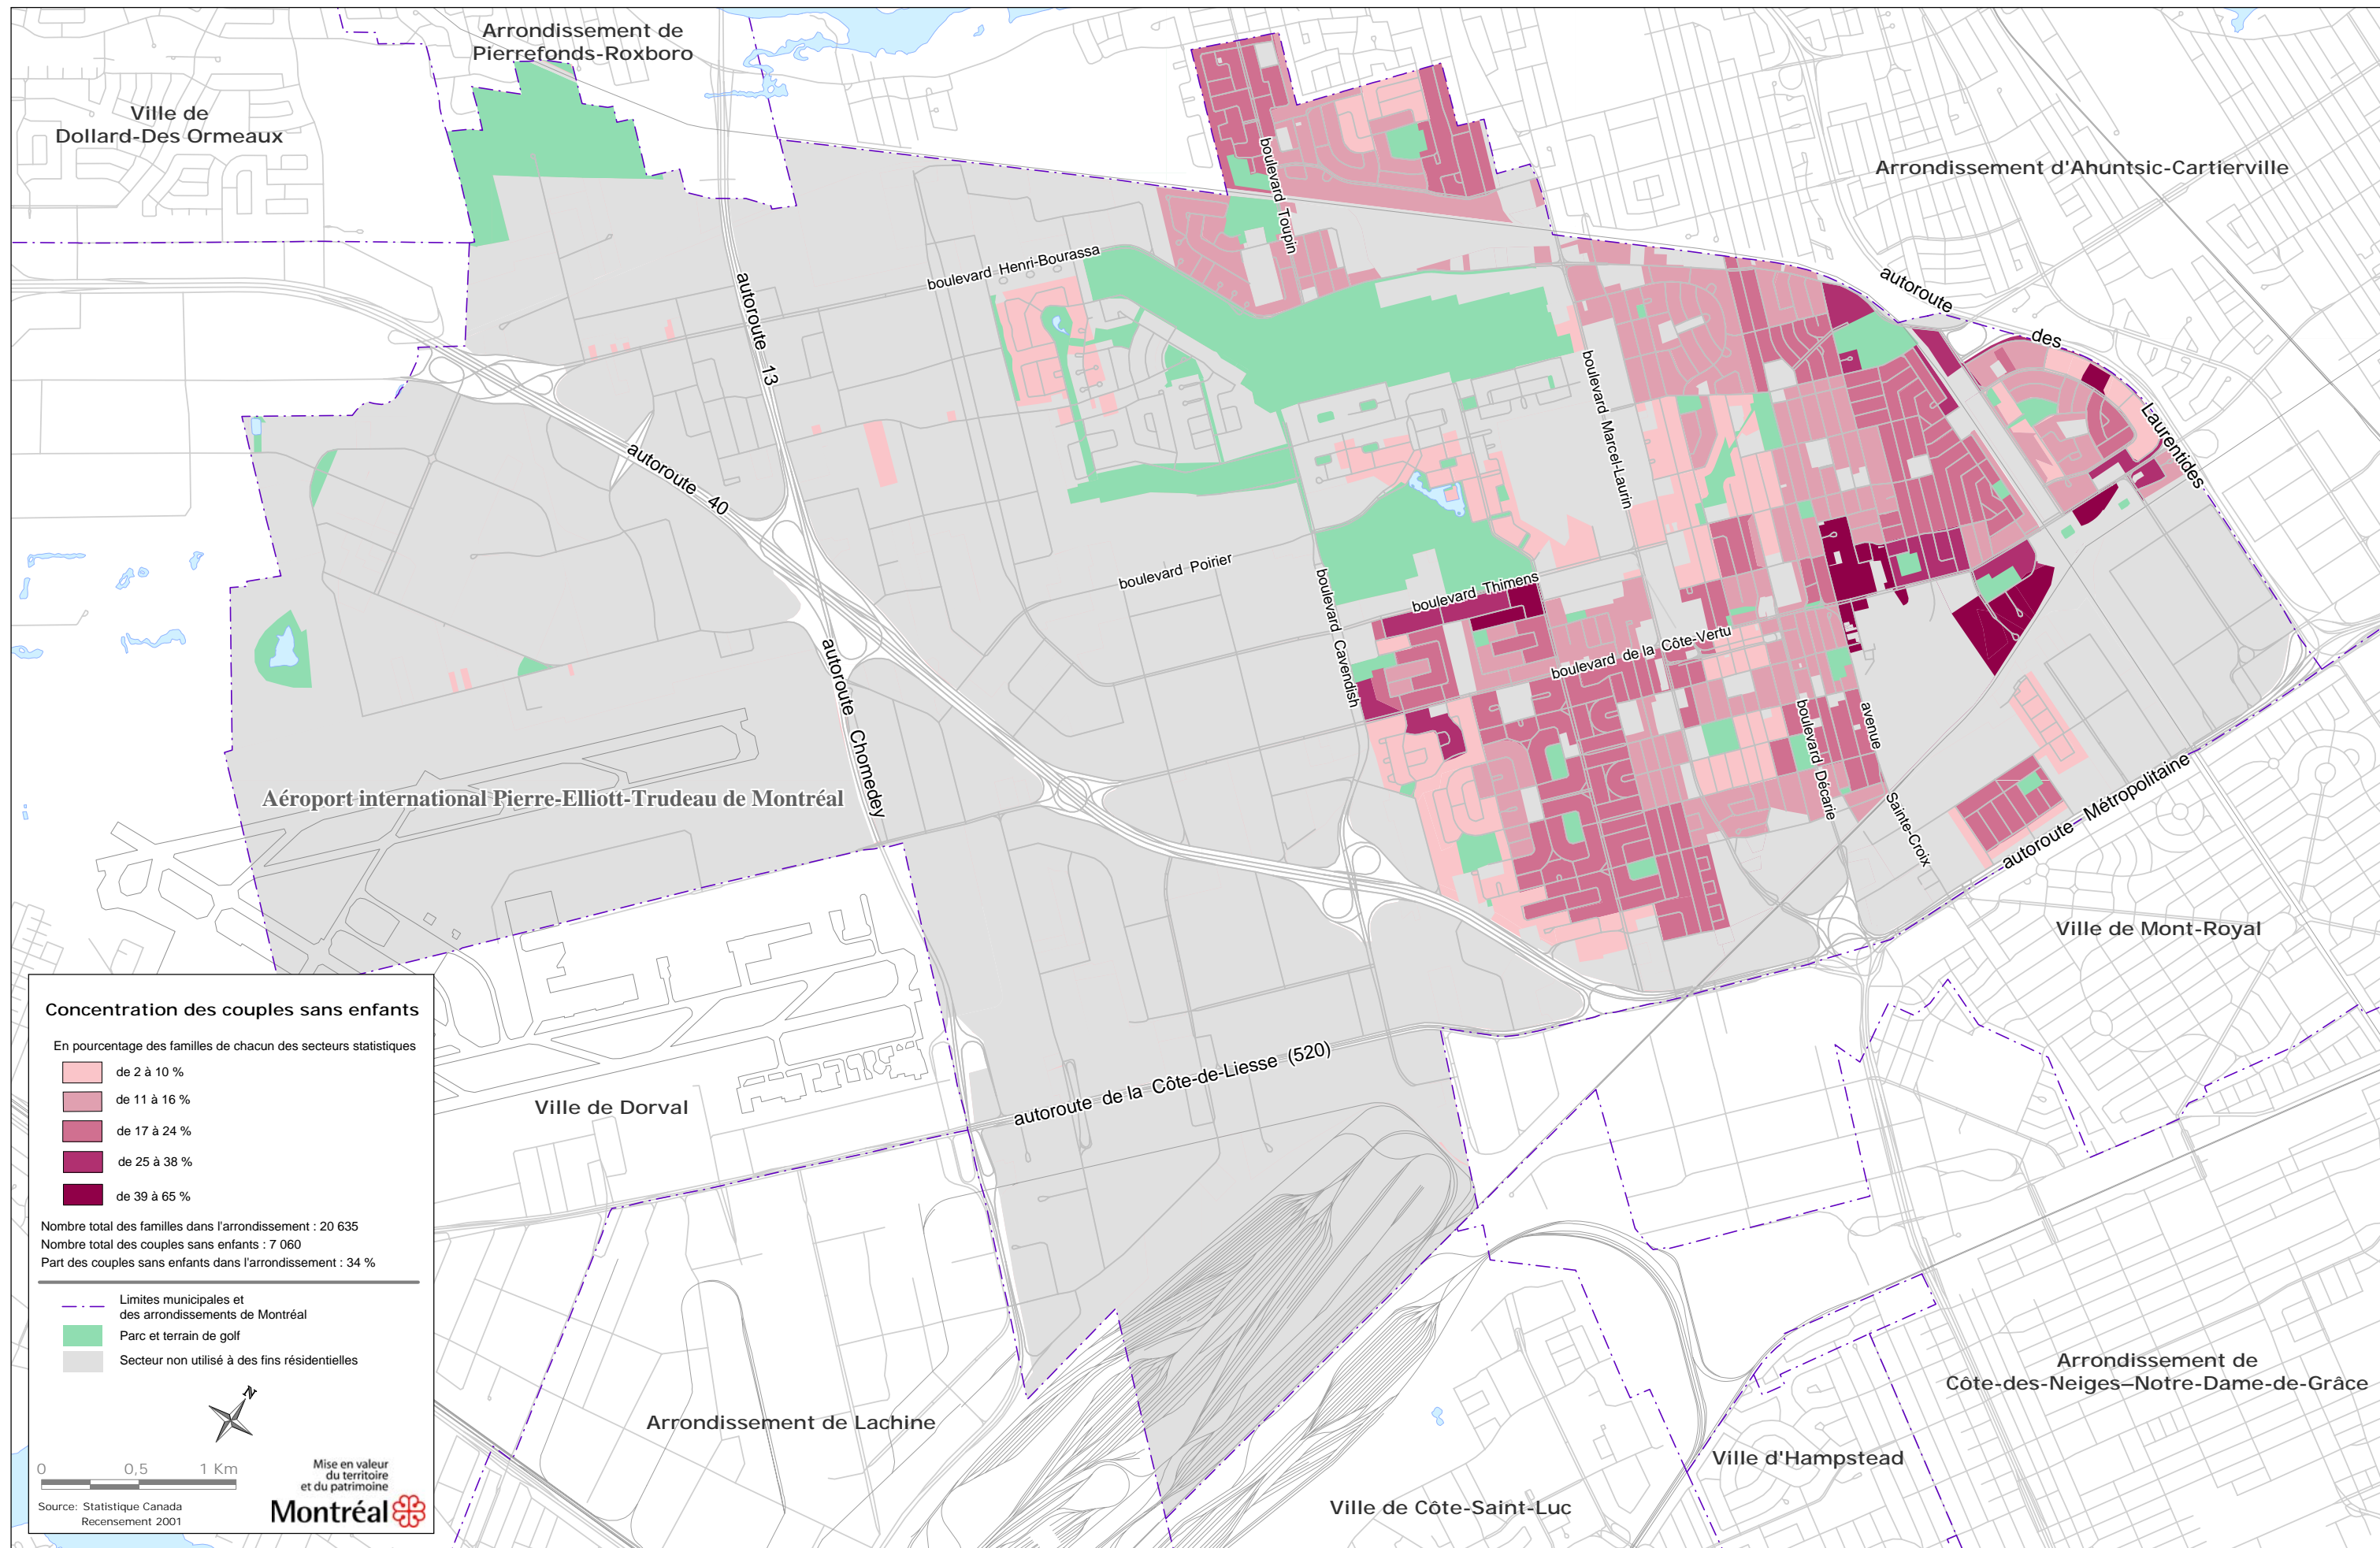 Arrondissement de
Pierrefonds-Roxboro
Ville de
Dollard-Des Ormeaux
Arrondissement d'Ahuntsic-Cartierville
boulevard Toupin
boulevard Henri-Bourassa
autoroute 13
autoroute des Laurentides
boulevard Marcel-Laurin
autoroute 40
boulevard Poirier
boulevard Thimens
boulevard Cavendish
boulevard de la Côte-Vertu
autoroute Chomedey
boulevard Décarie
avenue Sainte-Croix
Aéroport international Pierre-Elliott-Trudeau de Montréal
autoroute Métropolitaine
Ville de Mont-Royal
autoroute de la Côte-de-Liesse (520)
Ville de Dorval
Arrondissement de Lachine
Ville de Côte-Saint-Luc
Ville d'Hampstead
Arrondissement de
Côte-des-Neiges–Notre-Dame-de-Grâce
Concentration des couples sans enfants
En pourcentage des familles de chacun des secteurs statistiques
de 2 à 10 %
de 11 à 16 %
de 17 à 24 %
de 25 à 38 %
de 39 à 65 %
Nombre total des familles dans l'arrondissement : 20 635
Nombre total des couples sans enfants : 7 060
Part des couples sans enfants dans l'arrondissement : 34 %
Limites municipales et
des arrondissements de Montréal
Parc et terrain de golf
Secteur non utilisé à des fins résidentielles
N
0 0,5 1 Km
Source: Statistique Canada
Recensement 2001
Mise en valeur
du territoire
et du patrimoine
Montréal